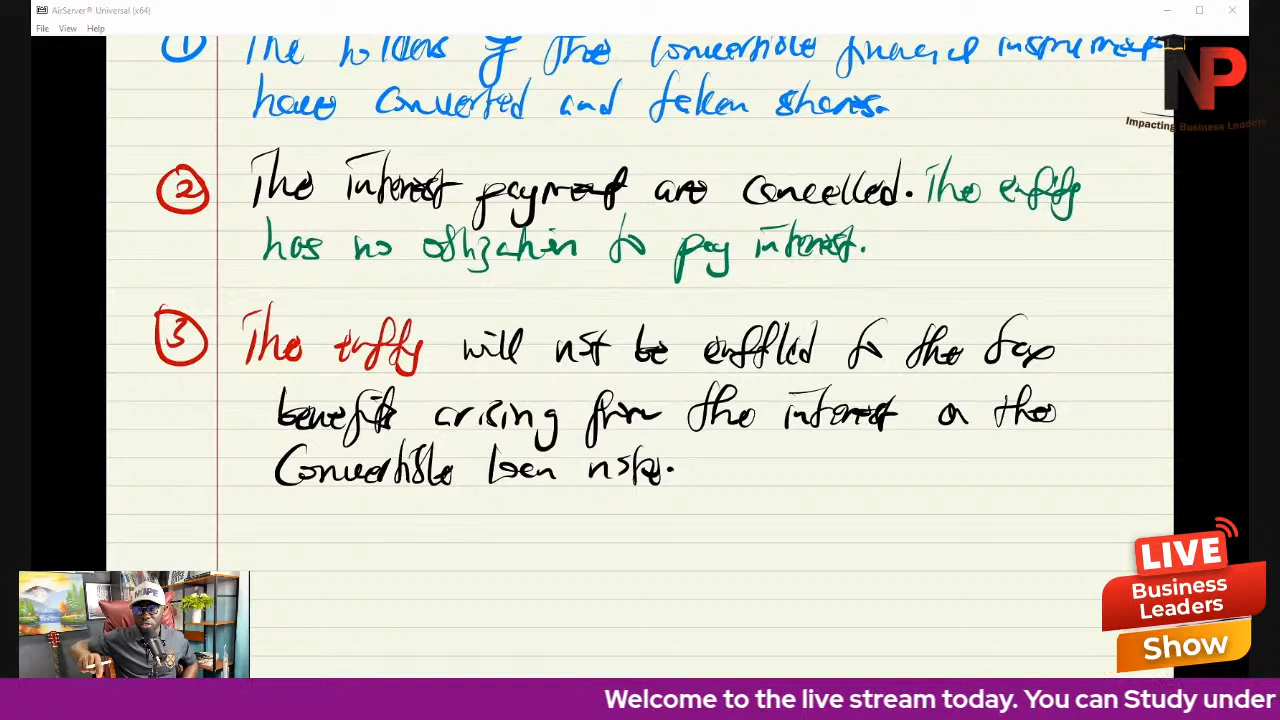 AirServer® Universal (x64)
File View Help
① The holders of the Convertible financial instrument
have converted and taken shares.
NP
Impacting Business Leaders
② The Interest payment are cancelled. The entity
has no obligation to pay interest.
③ The entity will not be entitled to the tax
benefits arising from the interest on the
Convertible loan note.
LIVE
Business
Leaders
Show
Welcome to the live stream today. You can Study under